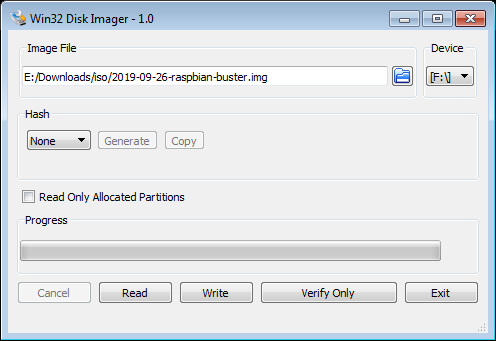 Win32 Disk Imager - 1.0
Image File
Device
E:/Downloads/iso/2019-09-26-raspbian-buster.img
[F:\]
Hash
None
Generate
Copy
Read Only Allocated Partitions
Progress
Cancel
Read
Write
Verify Only
Exit